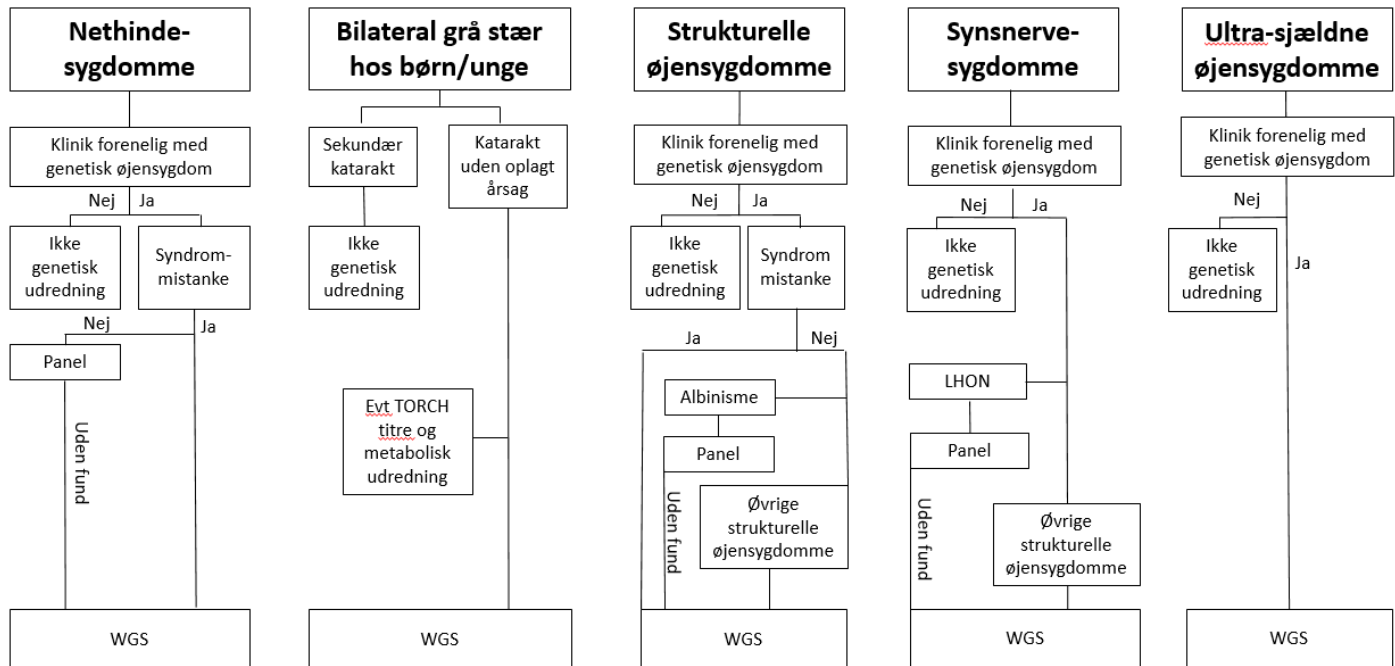 Nethinde-
sygdomme
Klinik forenelig med
genetisk øjensygdom
Nej
Ja
Ikke
genetisk
udredning
Syndrom-
mistanke
Nej
Ja
Panel
Uden fund
WGS
Bilateral grå stær
hos børn/unge
Sekundær
katarakt
Katarakt
uden oplagt
årsag
Ikke
genetisk
udredning
Evt TORCH
titre og
metabolisk
udredning
WGS
Strukturelle
øjensygdomme
Klinik forenelig med
genetisk øjensygdom
Nej
Ja
Ikke
genetisk
udredning
Syndrom
mistanke
Ja
Nej
Albinisme
Panel
Uden fund
Øvrige
strukturelle
øjensygdomme
WGS
Synsnerve-
sygdomme
Klinik forenelig med
genetisk øjensygdom
Nej
Ja
Ikke
genetisk
udredning
LHON
Panel
Uden fund
Øvrige
strukturelle
øjensygdomme
WGS
Ultra-sjældne
øjensygdomme
Klinik forenelig med
genetisk øjensygdom
Nej
Ikke
genetisk
udredning
Ja
WGS